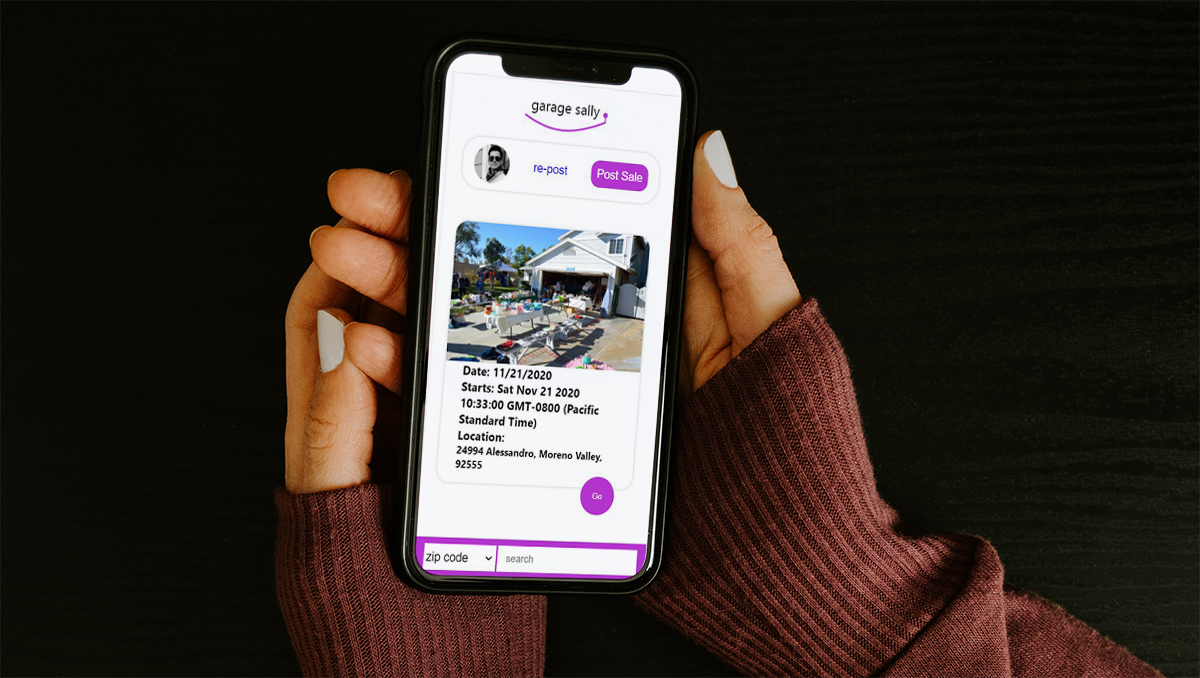 garage sally
re-post
Post Sale
Date: 11/21/2020
Starts: Sat Nov 21 2020
10:33:00 GMT-0800 (Pacific
Standard Time)
Location:
24994 Alessandro, Moreno Valley,
92555
Go
zip code
search